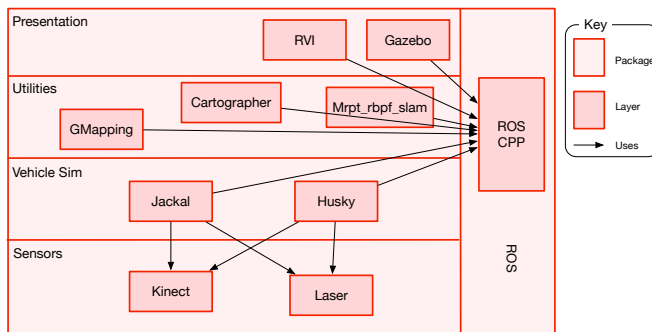 Presentation
RVI
Gazebo
Utilities
Cartographer
Mrpt_rbpf_slam
GMapping
ROS
CPP
Vehicle Sim
Jackal
Husky
Sensors
Kinect
Laser
ROS
Key
Package
Layer
Uses